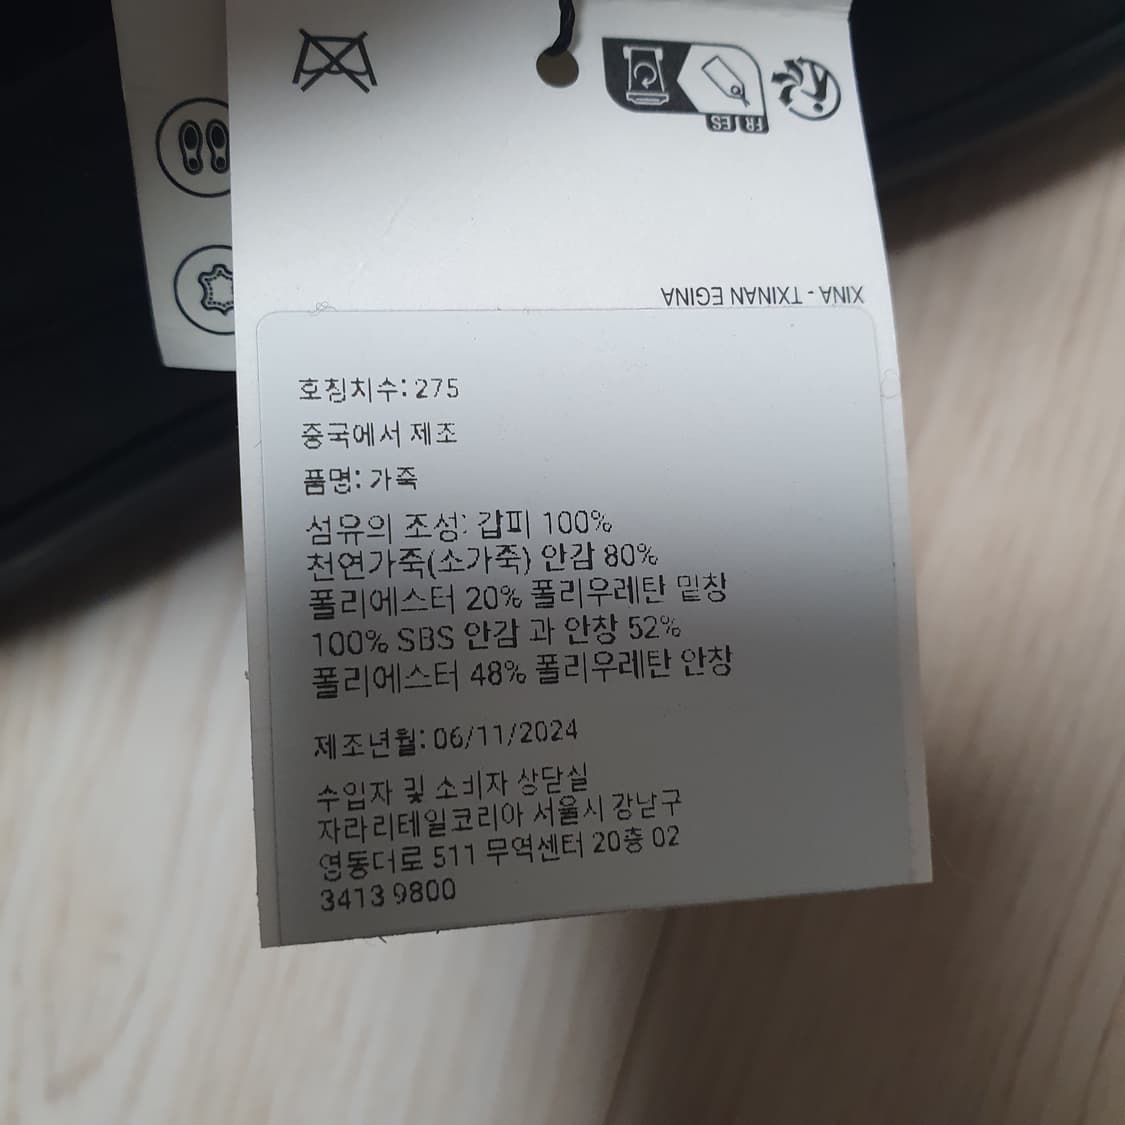 FR ES
XINA - TXINAN EGINA
호칭치수: 275
중국에서 제조
품명: 가죽
섬유의 조성: 갑피 100%
천연가죽(소가죽) 안감 80%
폴리에스터 20% 폴리우레탄 밑창
100% SBS 안감 과 안창 52%
폴리에스터 48% 폴리우레탄 안창
제조년월: 06/11/2024
수입자 및 소비자 상담실
자라리테일코리아 서울시 강남구
영동더로 511 무역센터 20층 02
3413 9800